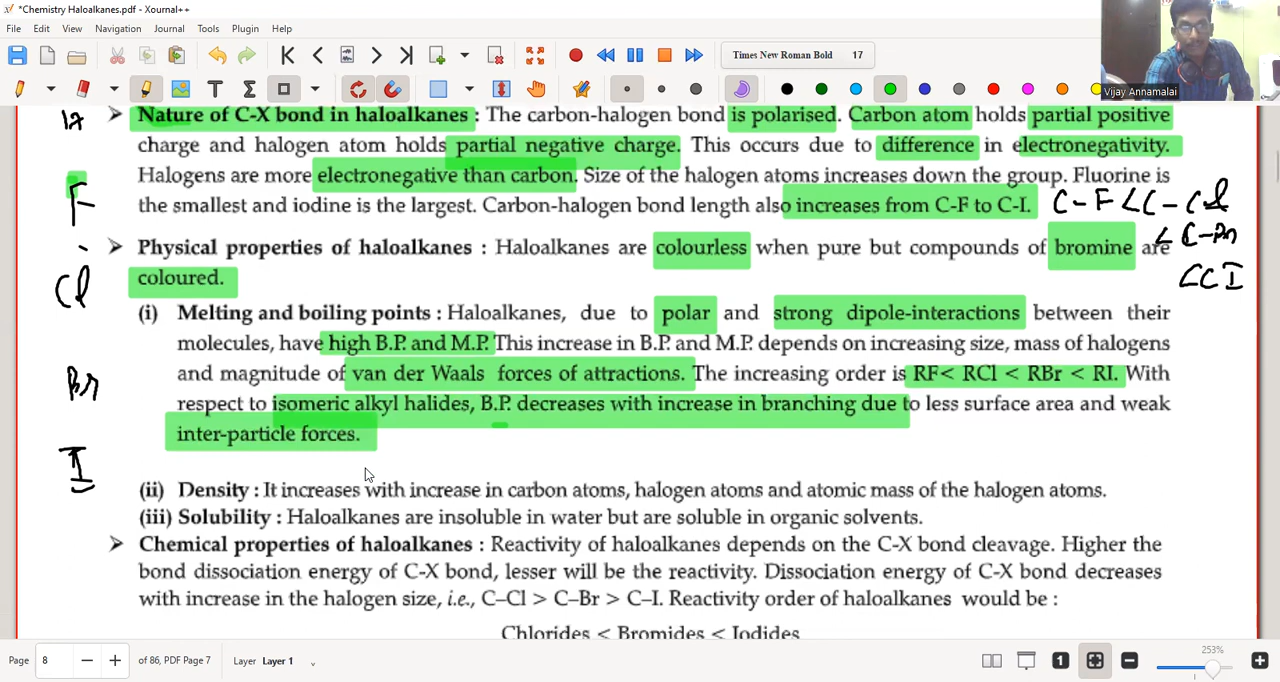 *Chemistry Haloalkanes.pdf - Xournal++
File Edit View Navigation Journal Tools Plugin Help
Times New Roman Bold 17
Vijay Annamalai
➤ Nature of C-X bond in haloalkanes : The carbon-halogen bond is polarised. Carbon atom holds partial positive
charge and halogen atom holds partial negative charge. This occurs due to difference in electronegativity.
Halogens are more electronegative than carbon. Size of the halogen atoms increases down the group. Fluorine is
the smallest and iodine is the largest. Carbon-halogen bond length also increases from C-F to C-I.
C-F < C-Cl
< C-Br
< C I
F
Cl
Br
I
➤ Physical properties of haloalkanes : Haloalkanes are colourless when pure but compounds of bromine are
coloured.
(i) Melting and boiling points : Haloalkanes, due to polar and strong dipole-interactions between their
molecules, have high B.P. and M.P. This increase in B.P. and M.P. depends on increasing size, mass of halogens
and magnitude of van der Waals forces of attractions. The increasing order is RF< RCl < RBr < RI. With
respect to isomeric alkyl halides, B.P. decreases with increase in branching due to less surface area and weak
inter-particle forces.
(ii) Density : It increases with increase in carbon atoms, halogen atoms and atomic mass of the halogen atoms.
(iii) Solubility : Haloalkanes are insoluble in water but are soluble in organic solvents.
➤ Chemical properties of haloalkanes : Reactivity of haloalkanes depends on the C-X bond cleavage. Higher the
bond dissociation energy of C-X bond, lesser will be the reactivity. Dissociation energy of C-X bond decreases
with increase in the halogen size, i.e., C–Cl > C–Br > C–I. Reactivity order of haloalkanes would be :
Chlorides < Bromides < Iodides
Page 8 of 86, PDF Page 7 Layer Layer 1 253%